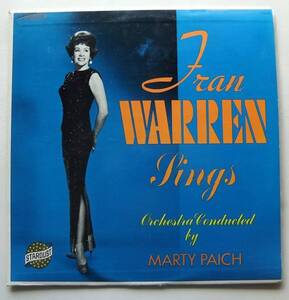 Fran
WARREN
Sings
Orchestra Conducted
by
MARTY PAICH
STARDUST